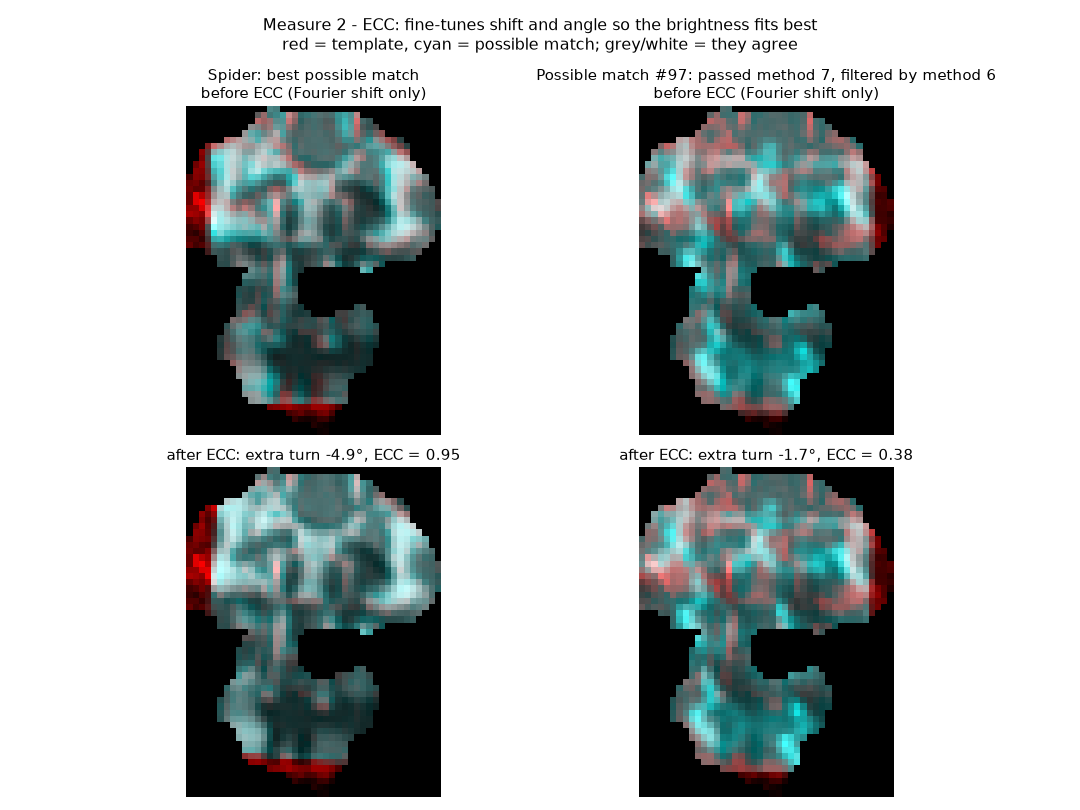 Measure 2 - ECC: fine-tunes shift and angle so the brightness fits best
red = template, cyan = possible match; grey/white = they agree
Spider: best possible match
before ECC (Fourier shift only)
Possible match #97: passed method 7, filtered by method 6
before ECC (Fourier shift only)
after ECC: extra turn -4.9°, ECC = 0.95
after ECC: extra turn -1.7°, ECC = 0.38